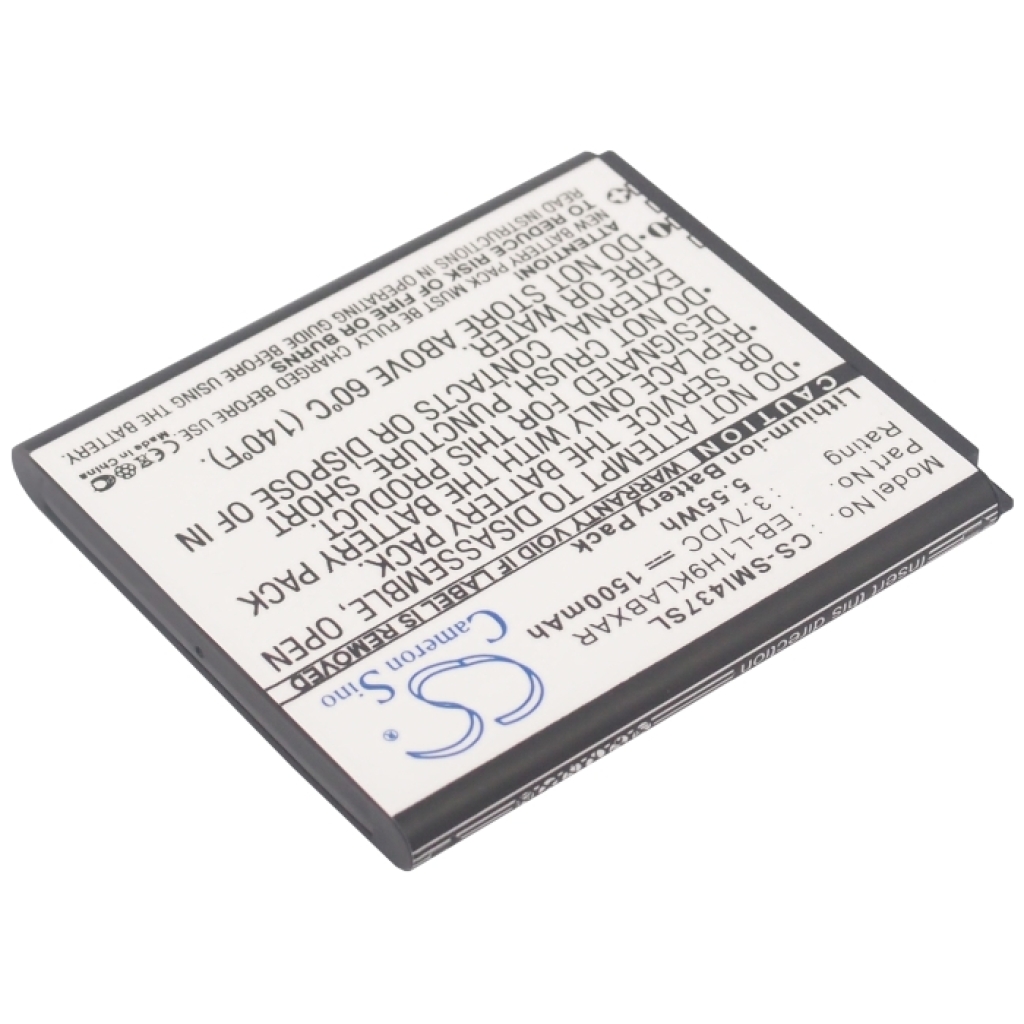 Cameron Sino
CS
®
Model No. : CS-SMI437SL
Part No. : EB-L1H9KLABXAR
Rating : 3.7VDC ⎓ 1500mAh
5.55Wh
Lithium-ion Battery Pack
CAUTION! WARRANTY VOID IF LABEL IS REMOVED
•DO NOT ATTEMPT TO DISASSEMBLE, OPEN
OR SERVICE THE BATTERY PACK.
REPLACE ONLY WITH THE BATTERY PACK
DESIGNATED FOR THIS PRODUCT.
•DO NOT CRUSH, PUNCTURE OR SHORT
EXTERNAL CONTACTS OR DISPOSE OF IN
FIRE OR WATER.
•DO NOT STORE ABOVE 60°C (140°F).
ATTENTION!
NEW BATTERY PACK MUST BE FULLY CHARGED BEFORE USE.
TO REDUCE RISK OF FIRE OR BURNS
READ INSTRUCTIONS IN OPERATING GUIDE BEFORE USING THE BATTERY.
CE
Made in China
Insert this direction